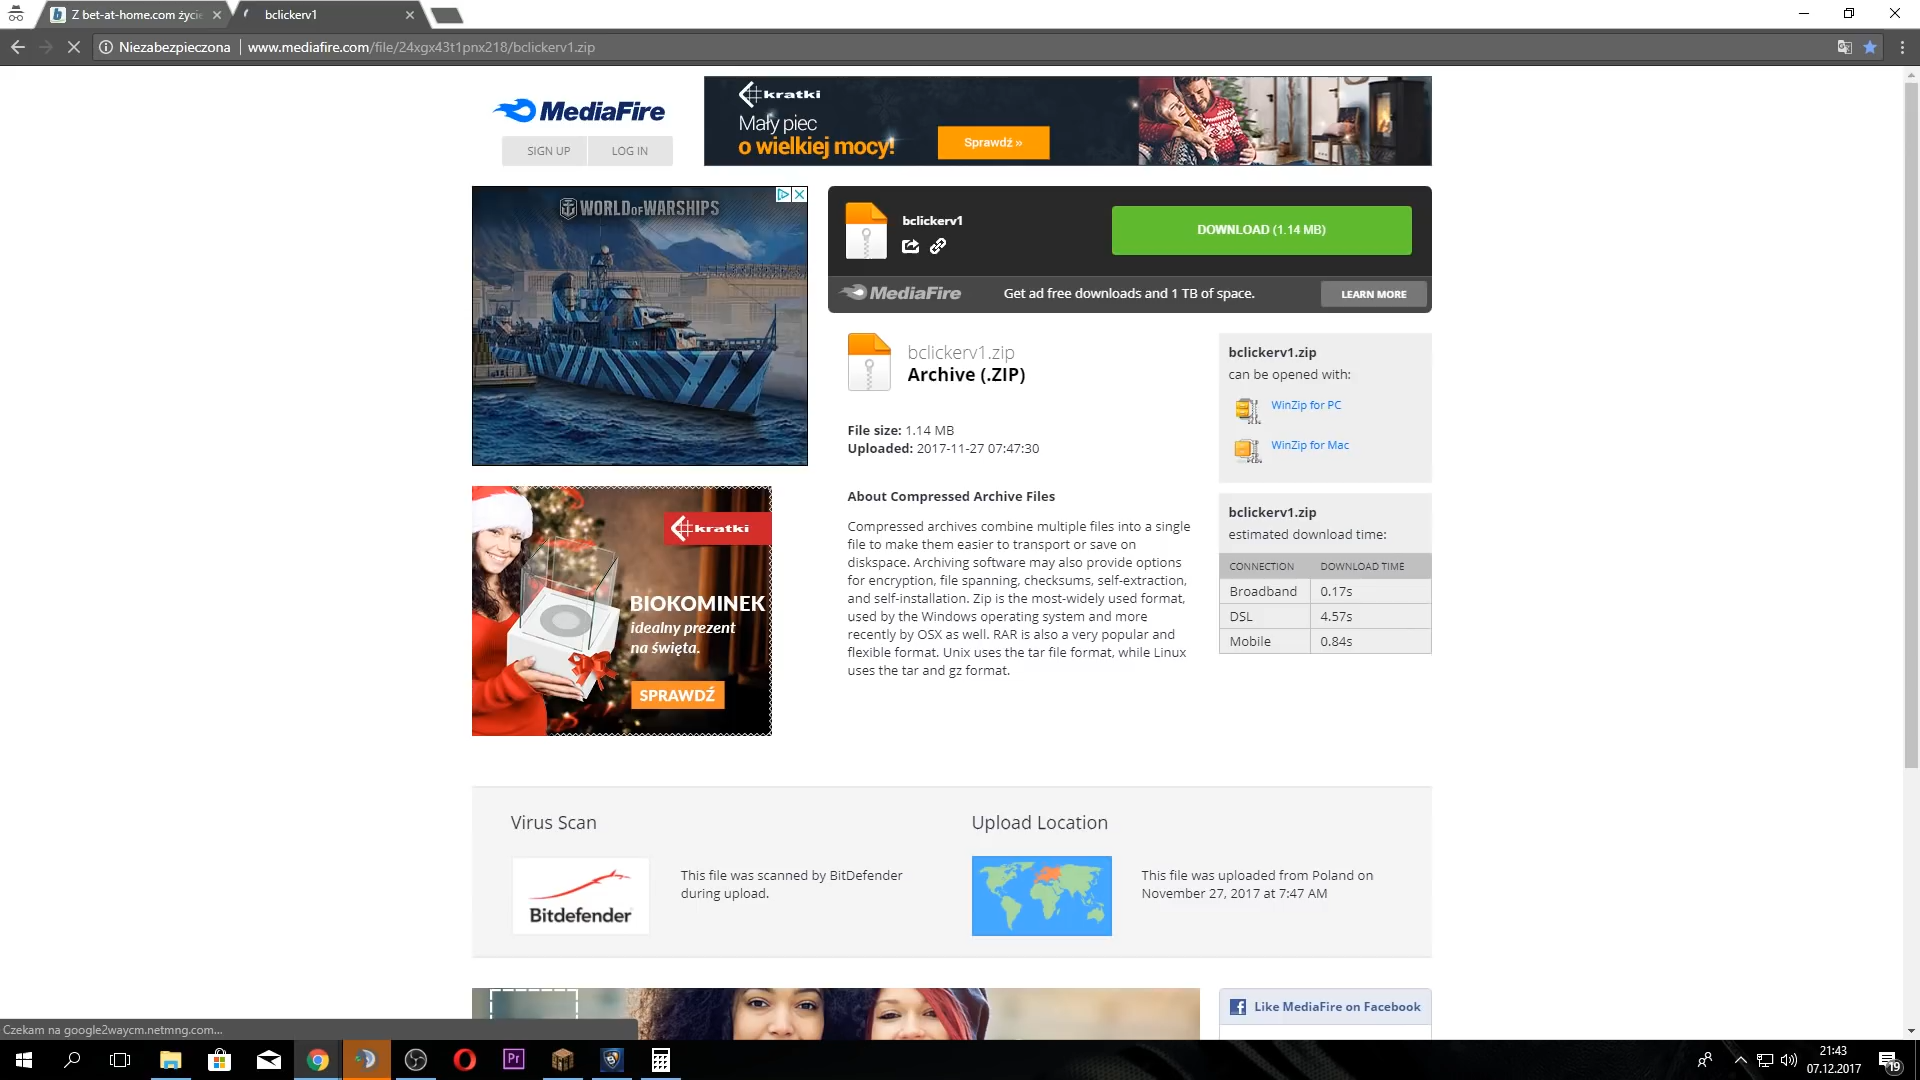 Z bet-at-home.com życie
bclickerv1
Niezabezpieczona
www.mediafire.com/file/24xgx43t1pnx218/bclickerv1.zip
MediaFire
SIGN UP
LOG IN
kratki
Mały piec
o wielkiej mocy!
Sprawdź »
WORLD OF WARSHIPS
bclickerv1
DOWNLOAD (1.14 MB)
MediaFire
Get ad free downloads and 1 TB of space.
LEARN MORE
bclickerv1.zip
Archive (.ZIP)
File size: 1.14 MB
Uploaded: 2017-11-27 07:47:30
About Compressed Archive Files
Compressed archives combine multiple files into a single
file to make them easier to transport or save on
diskspace. Archiving software may also provide options
for encryption, file spanning, checksums, self-extraction,
and self-installation. Zip is the most-widely used format,
used by the Windows operating system and more
recently by OSX as well. RAR is also a very popular and
flexible format. Unix uses the tar file format, while Linux
uses the tar and gz format.
bclickerv1.zip
can be opened with:
WinZip for PC
WinZip for Mac
bclickerv1.zip
estimated download time:
CONNECTION DOWNLOAD TIME
Broadband 0.17s
DSL 4.57s
Mobile 0.84s
kratki
BIOKOMINEK
idealny prezent
na święta.
SPRAWDŹ
Virus Scan
Bitdefender
This file was scanned by BitDefender
during upload.
Upload Location
This file was uploaded from Poland on
November 27, 2017 at 7:47 AM
Like MediaFire on Facebook
Czekam na google2waycm.netmng.com...
Pr
21:43
07.12.2017
19